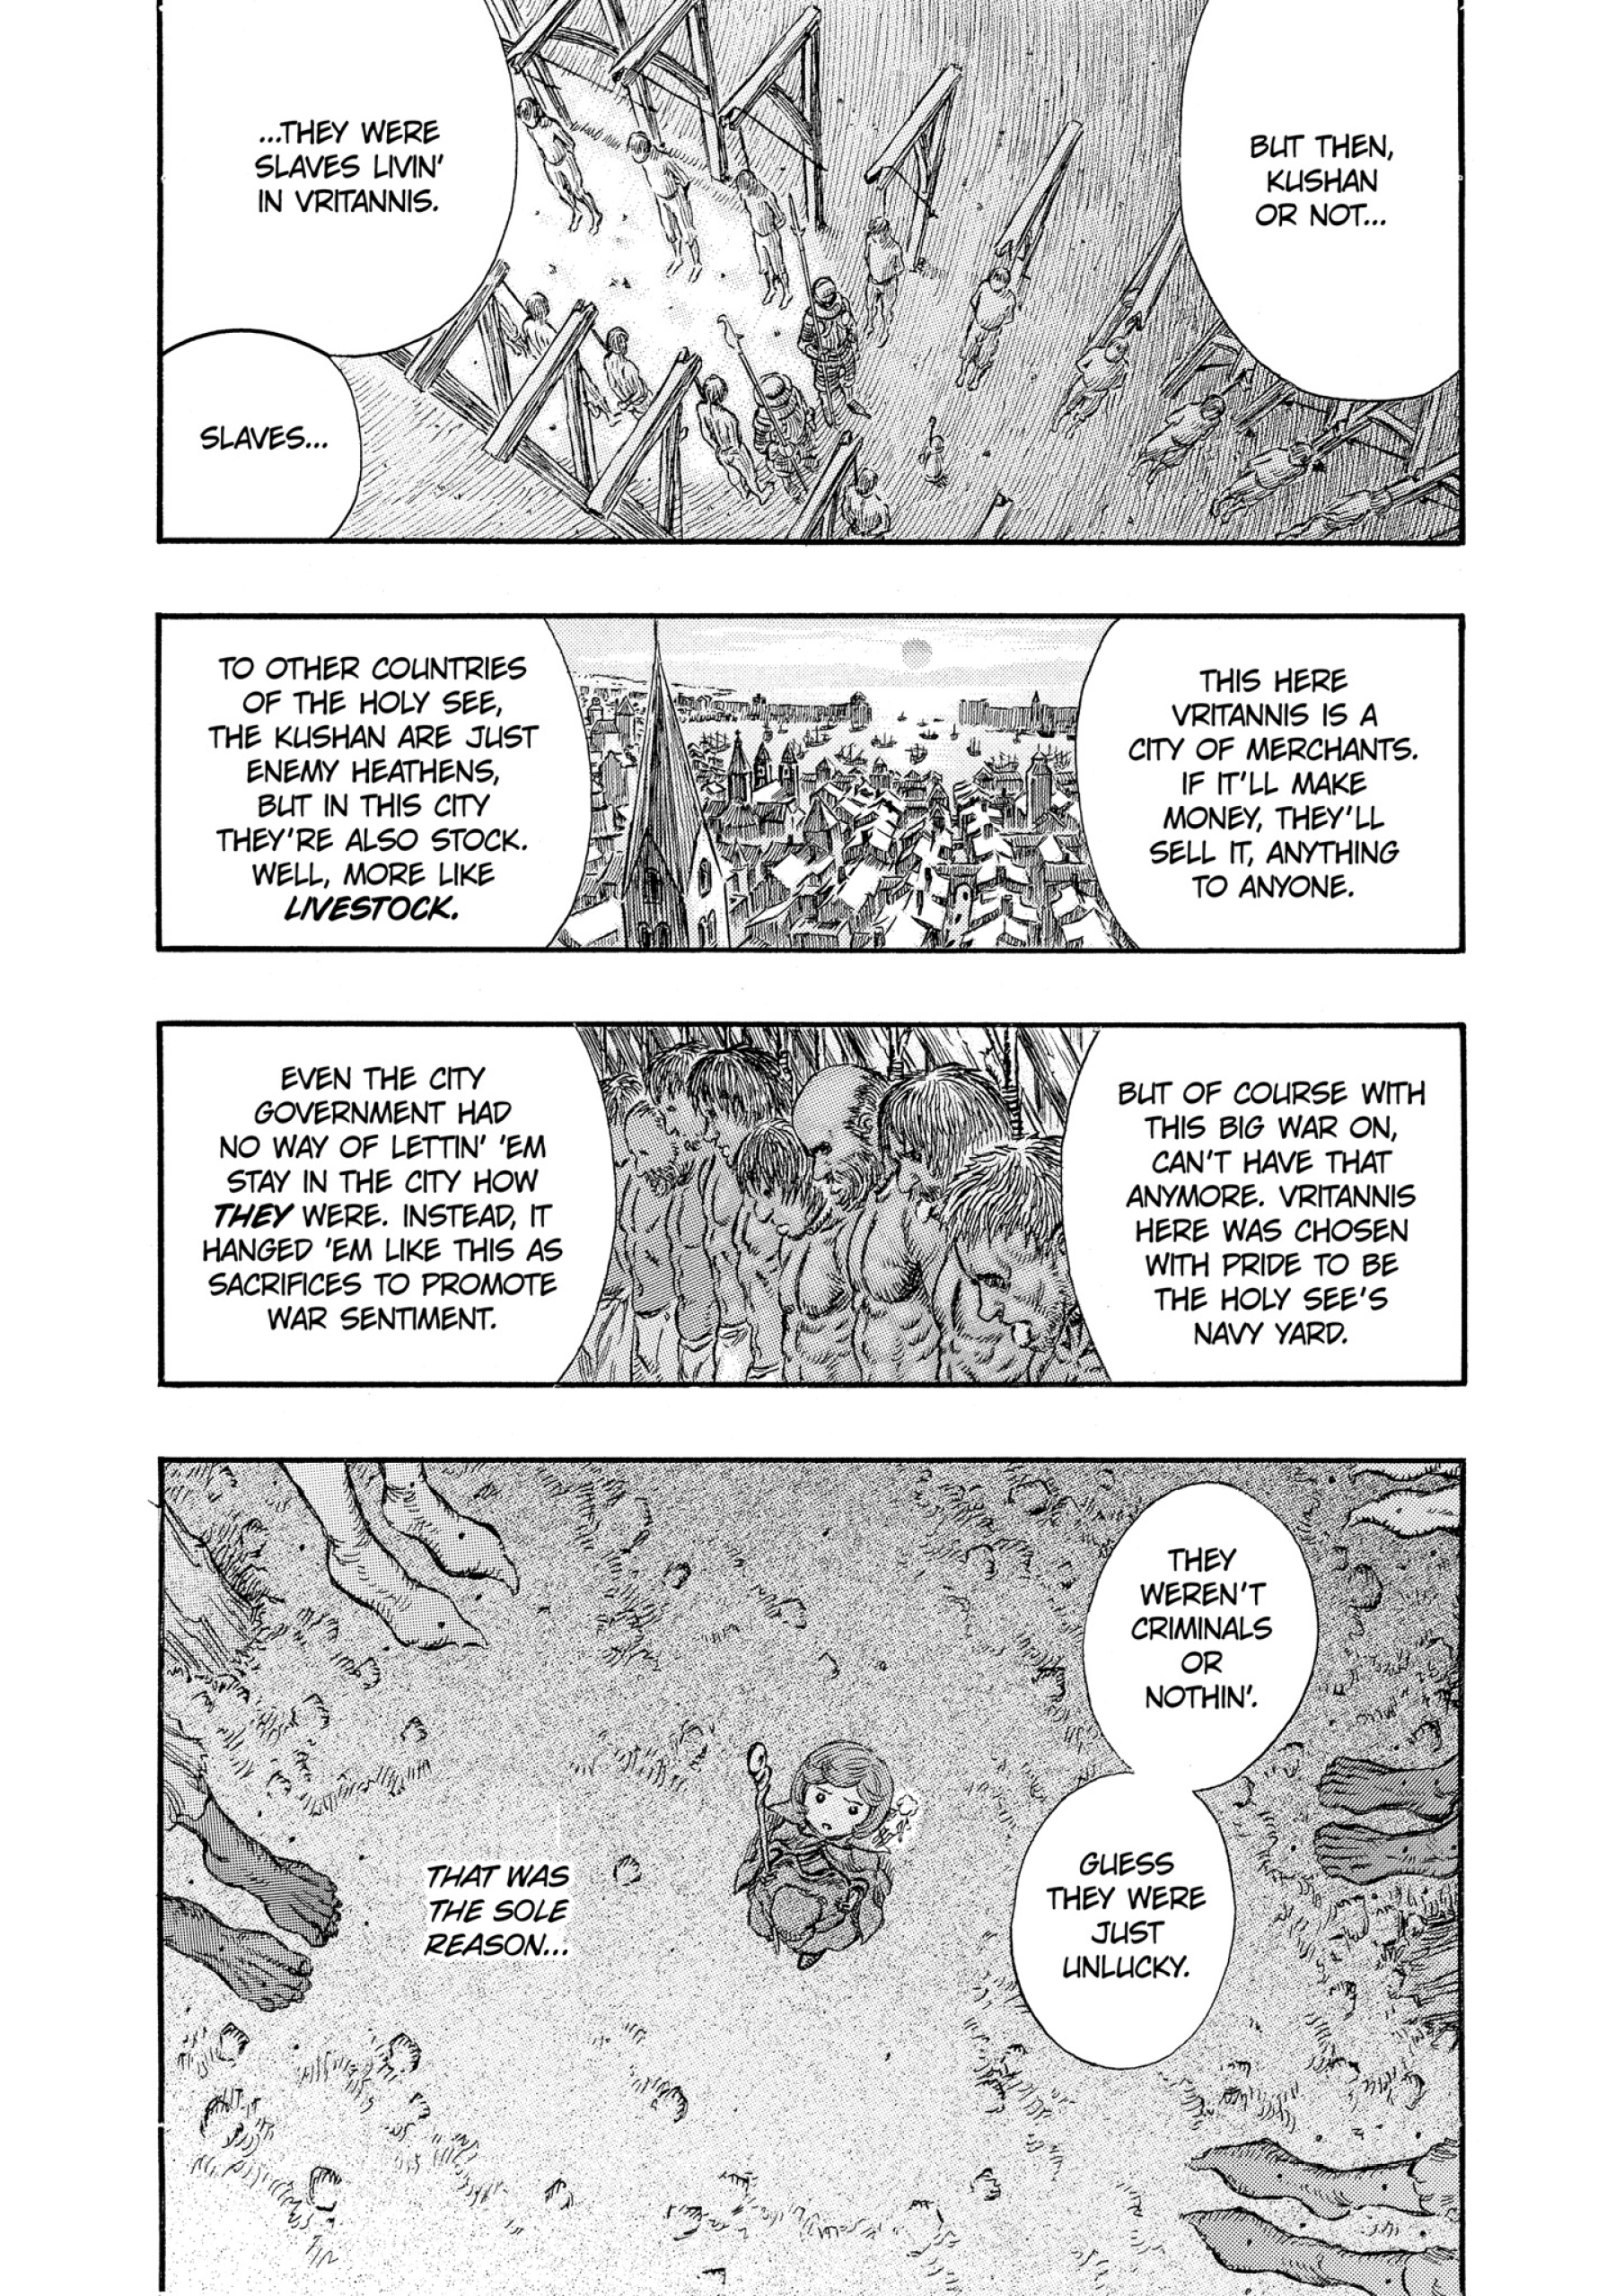 BUT THEN,
KUSHAN
OR NOT...
...THEY WERE
SLAVES LIVIN'
IN VRITANNIS.
SLAVES...
THIS HERE
VRITANNIS IS A
CITY OF MERCHANTS.
IF IT'LL MAKE
MONEY, THEY'LL
SELL IT, ANYTHING
TO ANYONE.
TO OTHER COUNTRIES
OF THE HOLY SEE,
THE KUSHAN ARE JUST
ENEMY HEATHENS,
BUT IN THIS CITY
THEY'RE ALSO STOCK.
WELL, MORE LIKE
LIVESTOCK.
BUT OF COURSE WITH
THIS BIG WAR ON,
CAN'T HAVE THAT
ANYMORE. VRITANNIS
HERE WAS CHOSEN
WITH PRIDE TO BE
THE HOLY SEE'S
NAVY YARD.
EVEN THE CITY
GOVERNMENT HAD
NO WAY OF LETTIN' 'EM
STAY IN THE CITY HOW
THEY WERE. INSTEAD, IT
HANGED 'EM LIKE THIS AS
SACRIFICES TO PROMOTE
WAR SENTIMENT.
THEY
WEREN'T
CRIMINALS
OR
NOTHIN'.
GUESS
THEY WERE
JUST
UNLUCKY.
THAT WAS
THE SOLE
REASON...